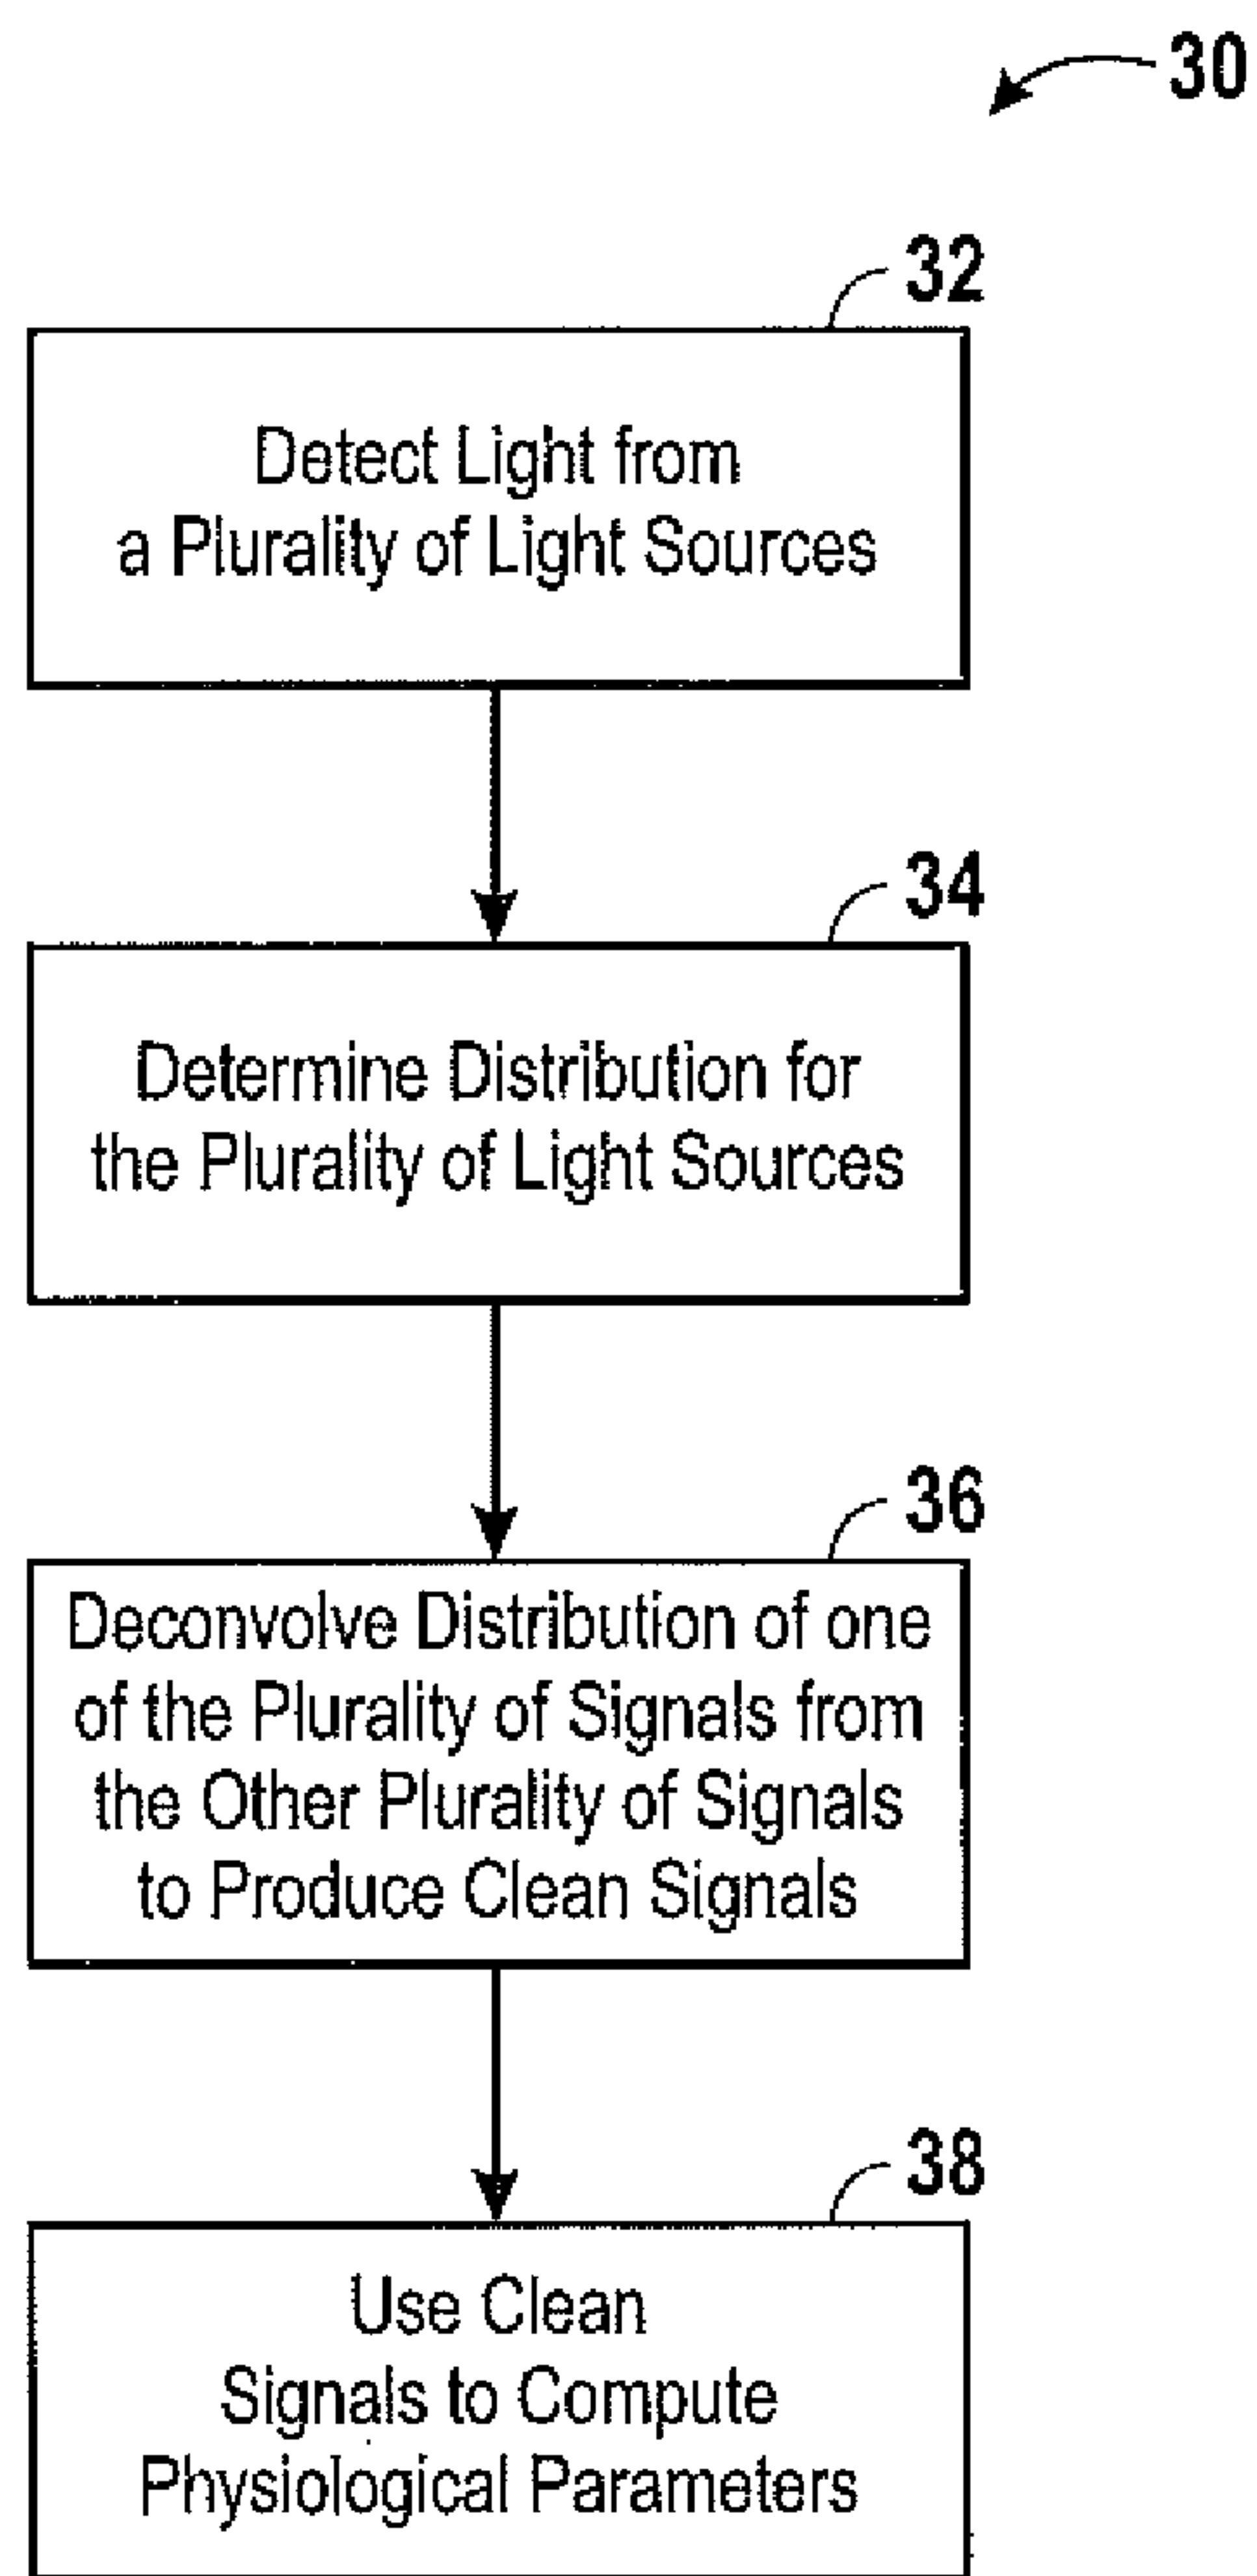 30
32
Detect Light from
a Plurality of Light Sources
34
Determine Distribution for
the Plurality of Light Sources
36
Deconvolve Distribution of one
of the Plurality of Signals from
the Other Plurality of Signals
to Produce Clean Signals
38
Use Clean
Signals to Compute
Physiological Parameters